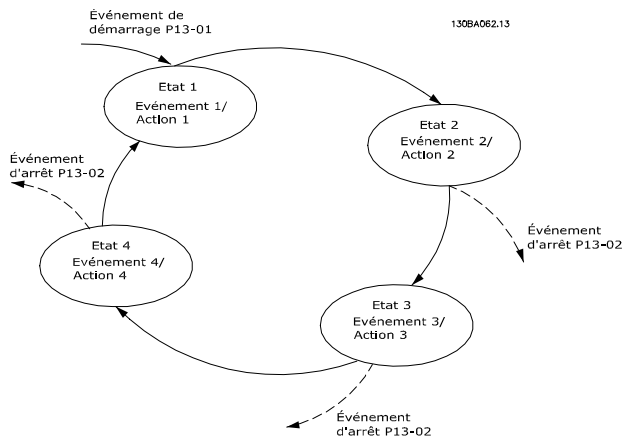 Événement de
démarrage P13-01
130BA062.13
Etat 1
Evénement 1/
Action 1
Etat 2
Evénement 2/
Action 2
Événement
d'arrêt P13-02
Événement
d'arrêt P13-02
Etat 4
Evénement 4/
Action 4
Etat 3
Evénement 3/
Action 3
Événement
d'arrêt P13-02